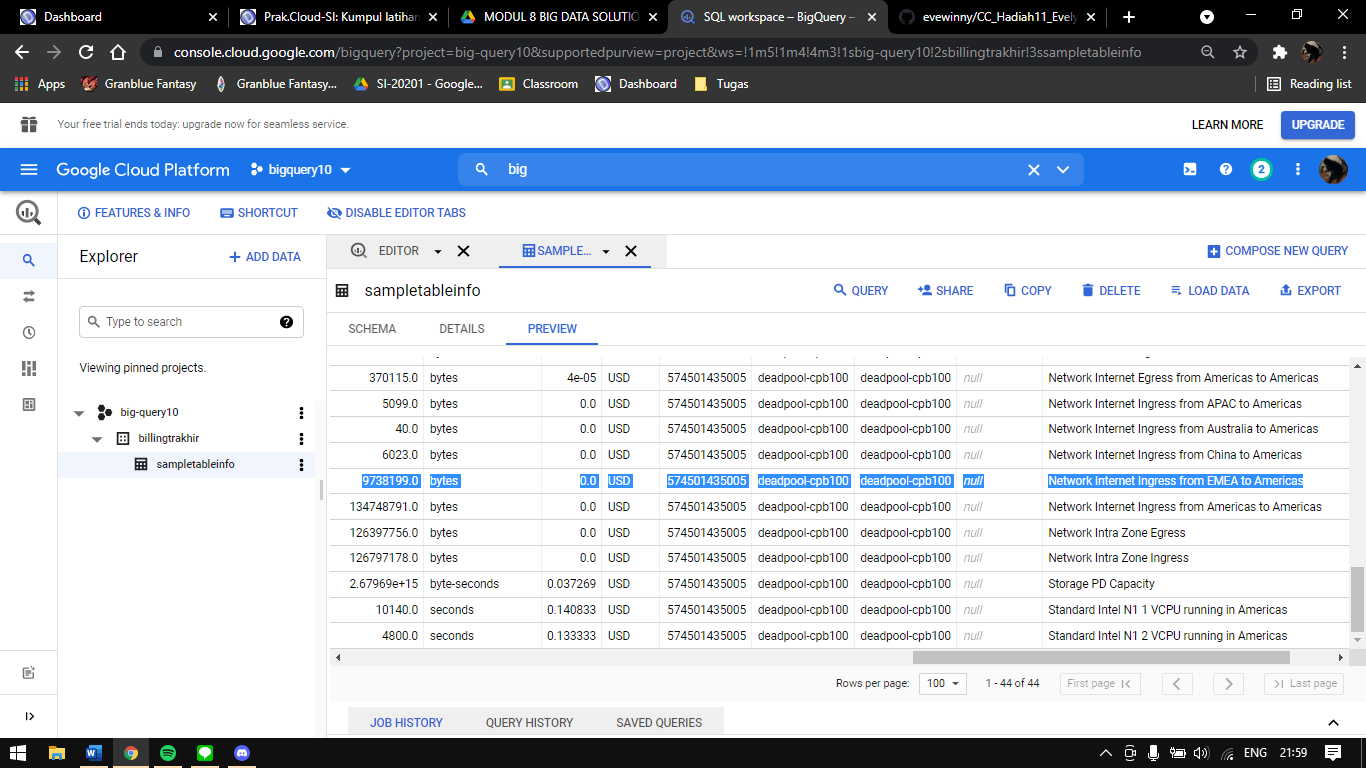 Dashboard
Prak.Cloud-SI: Kumpul latihan
MODUL 8 BIG DATA SOLUTIO
SQL workspace – BigQuery –
evewinny/CC_Hadiah11_Evely
console.cloud.google.com/bigquery?project=big-query10&supportedpurview=project&ws=!1m5!1m4!4m3!1sbig-query10!2sbillingtrakhir!3ssampletableinfo
Apps
Granblue Fantasy
Granblue Fantasy...
SI-20201 - Google...
Classroom
Dashboard
Tugas
Reading list
Your free trial ends today: upgrade now for seamless service.
LEARN MORE
UPGRADE
Google Cloud Platform
bigquery10
big
2
FEATURES & INFO
SHORTCUT
DISABLE EDITOR TABS
Explorer
+ ADD DATA
EDITOR
SAMPLE...
COMPOSE NEW QUERY
sampletableinfo
QUERY
SHARE
COPY
DELETE
LOAD DATA
EXPORT
Type to search
SCHEMA
DETAILS
PREVIEW
Viewing pinned projects.
big-query10
billingtrakhir
sampletableinfo
370115.0 bytes 4e-05 USD 574501435005 deadpool-cpb100 deadpool-cpb100 null Network Internet Egress from Americas to Americas
5099.0 bytes 0.0 USD 574501435005 deadpool-cpb100 deadpool-cpb100 null Network Internet Ingress from APAC to Americas
40.0 bytes 0.0 USD 574501435005 deadpool-cpb100 deadpool-cpb100 null Network Internet Ingress from Australia to Americas
6023.0 bytes 0.0 USD 574501435005 deadpool-cpb100 deadpool-cpb100 null Network Internet Ingress from China to Americas
9738199.0 bytes 0.0 USD 574501435005 deadpool-cpb100 deadpool-cpb100 null Network Internet Ingress from EMEA to Americas
134748791.0 bytes 0.0 USD 574501435005 deadpool-cpb100 deadpool-cpb100 null Network Internet Ingress from Americas to Americas
126397756.0 bytes 0.0 USD 574501435005 deadpool-cpb100 deadpool-cpb100 null Network Intra Zone Egress
126797178.0 bytes 0.0 USD 574501435005 deadpool-cpb100 deadpool-cpb100 null Network Intra Zone Ingress
2.67969e+15 byte-seconds 0.037269 USD 574501435005 deadpool-cpb100 deadpool-cpb100 null Storage PD Capacity
10140.0 seconds 0.140833 USD 574501435005 deadpool-cpb100 deadpool-cpb100 null Standard Intel N1 1 VCPU running in Americas
4800.0 seconds 0.133333 USD 574501435005 deadpool-cpb100 deadpool-cpb100 null Standard Intel N1 2 VCPU running in Americas
Rows per page: 100 1 - 44 of 44 First page Last page
JOB HISTORY
QUERY HISTORY
SAVED QUERIES
ENG 21:59